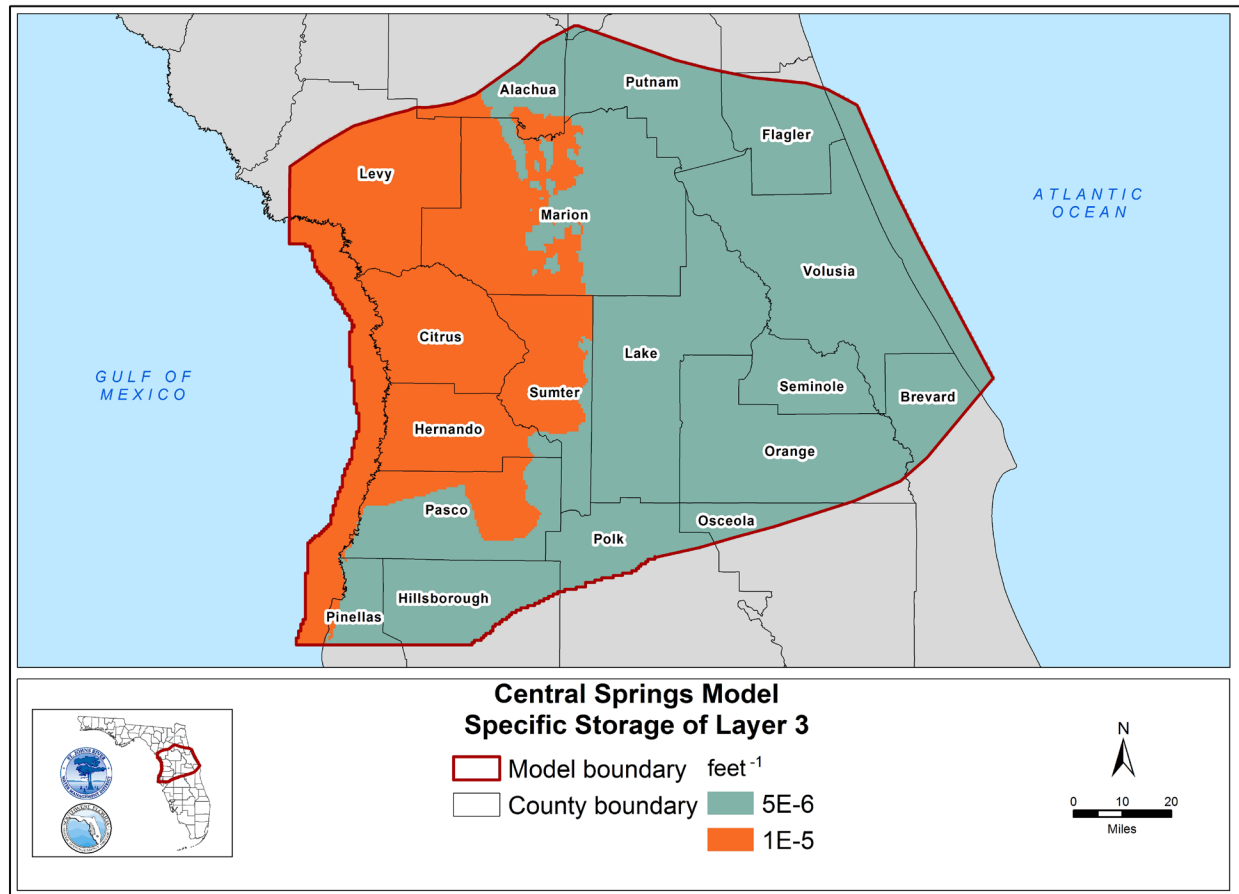 Alachua
Putnam
Flagler
Levy
ATLANTIC
OCEAN
Marion
Volusia
Citrus
Lake
GULF OF
MEXICO
Seminole
Sumter
Brevard
Hernando
Orange
Pasco
Osceola
Polk
Hillsborough
Pinellas
Central Springs Model
Specific Storage of Layer 3
Model boundary
feet⁻¹
County boundary
5E-6
1E-5
N
0 10 20
Miles